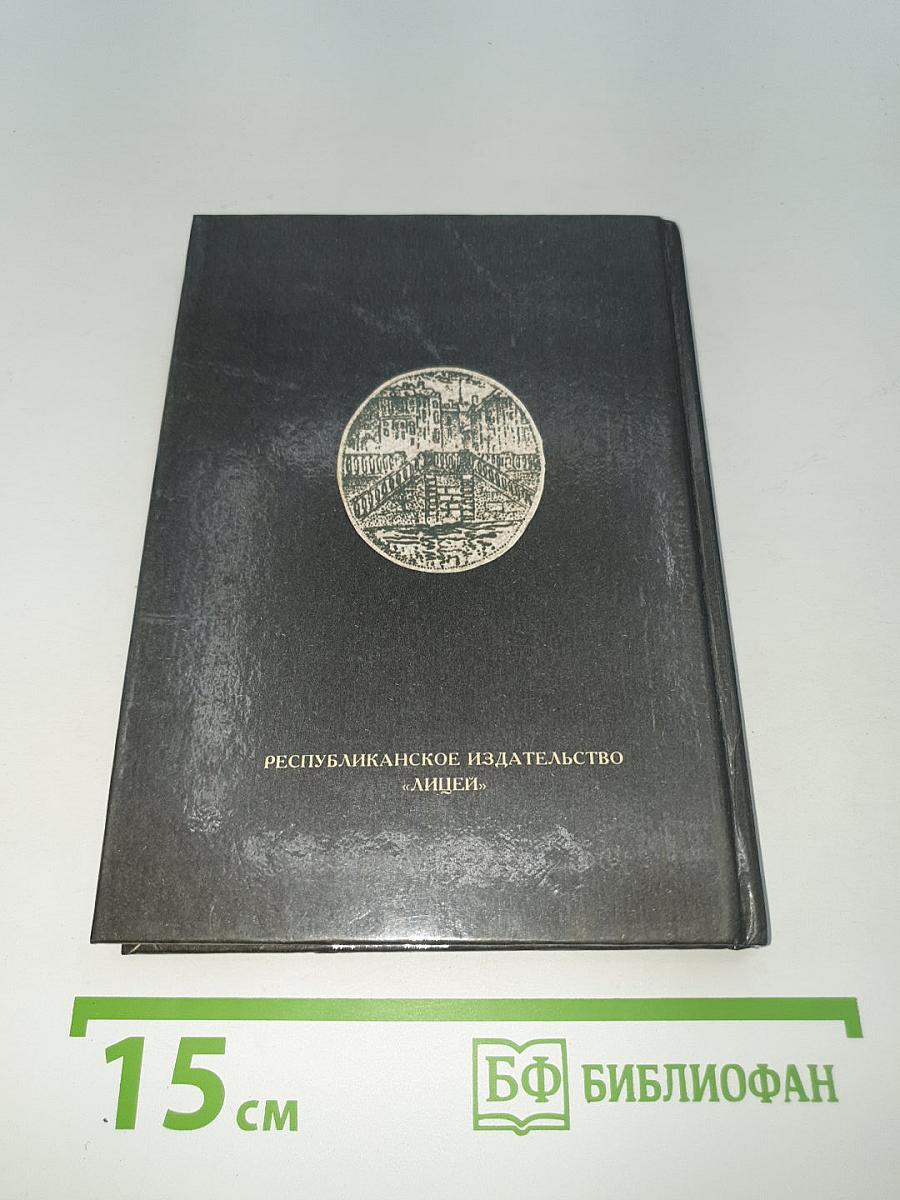 РЕСПУБЛИКАНСКОЕ ИЗДАТЕЛЬСТВО
«ЛИЦЕЙ»
15 см
БФ БИБЛИОФАН